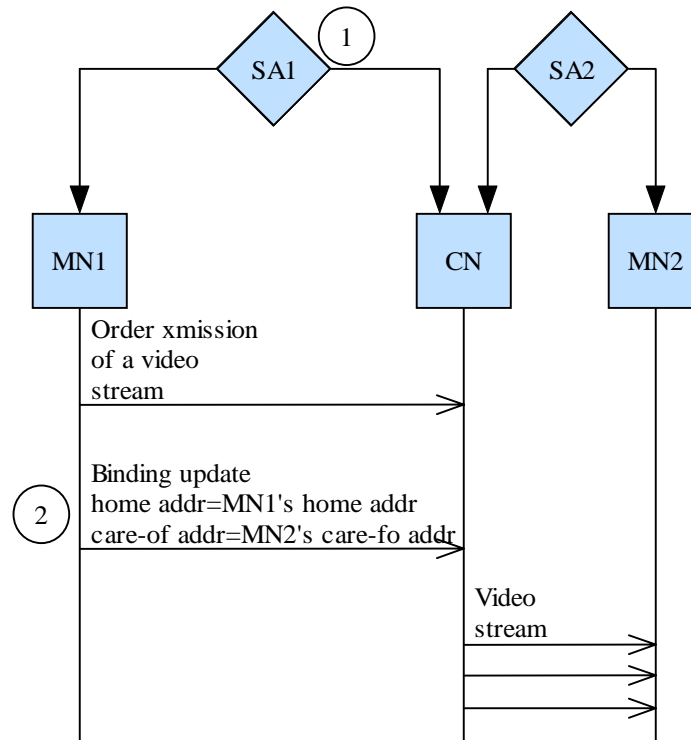 1
SA1
SA2
MN1
CN
MN2
Order xmission
of a video
stream
2
Binding update
home addr=MN1's home addr
care-of addr=MN2's care-fo addr
Video
stream